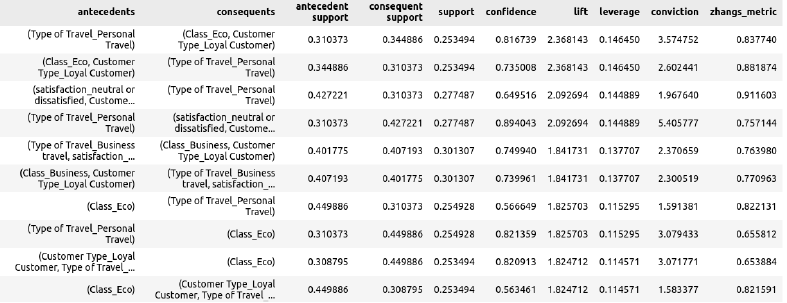 antecedents consequents antecedent support consequent support support confidence lift leverage conviction zhangs_metric
(Type of Travel_Personal Travel) (Class_Eco, Customer Type_Loyal Customer) 0.310373 0.344886 0.253494 0.816739 2.368143 0.146450 3.574752 0.837740
(Class_Eco, Customer Type_Loyal Customer) (Type of Travel_Personal Travel) 0.344886 0.310373 0.253494 0.735008 2.368143 0.146450 2.602441 0.881874
(satisfaction_neutral or dissatisfied, Custome... (Type of Travel_Personal Travel) 0.427221 0.310373 0.277487 0.649516 2.092694 0.144889 1.967640 0.911603
(Type of Travel_Personal Travel) (satisfaction_neutral or dissatisfied, Custome... 0.310373 0.427221 0.277487 0.894043 2.092694 0.144889 5.405777 0.757144
(Type of Travel_Business travel, satisfaction_... (Class_Business, Customer Type_Loyal Customer) 0.401775 0.407193 0.301307 0.749940 1.841731 0.137707 2.370659 0.763980
(Class_Business, Customer Type_Loyal Customer) (Type of Travel_Business travel, satisfaction_... 0.407193 0.401775 0.301307 0.739961 1.841731 0.137707 2.300519 0.770963
(Class_Eco) (Type of Travel_Personal Travel) 0.449886 0.310373 0.254928 0.566649 1.825703 0.115295 1.591381 0.822131
(Type of Travel_Personal Travel) (Class_Eco) 0.310373 0.449886 0.254928 0.821359 1.825703 0.115295 3.079433 0.655812
(Customer Type_Loyal Customer, Type of Travel_... (Class_Eco) 0.308795 0.449886 0.253494 0.820913 1.824712 0.114571 3.071771 0.653884
(Class_Eco) (Customer Type_Loyal Customer, Type of Travel_... 0.449886 0.308795 0.253494 0.563461 1.824712 0.114571 1.583377 0.821591